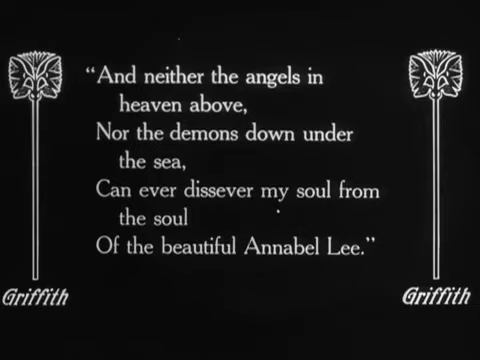 “And neither the angels in
heaven above,
Nor the demons down under
the sea,
Can ever dissever my soul from
the soul
Of the beautiful Annabel Lee.”
Griffith
Griffith